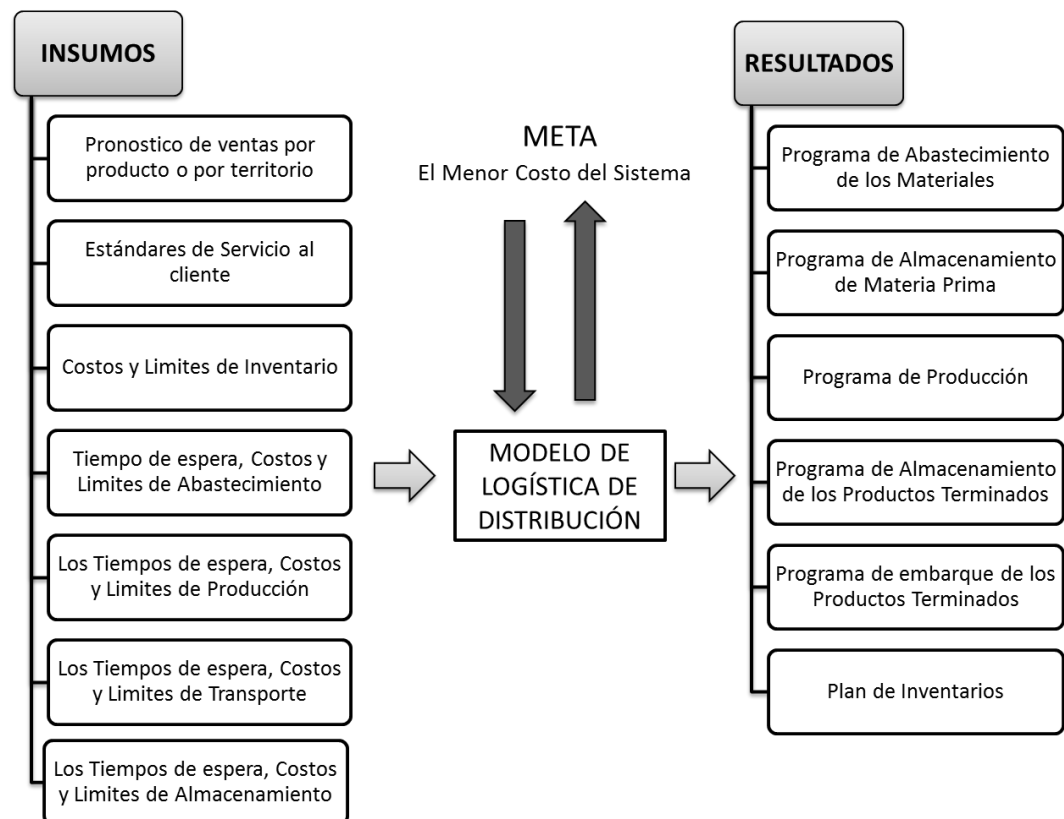 INSUMOS
Pronostico de ventas por
producto o por territorio
Estándares de Servicio al
cliente
Costos y Limites de Inventario
Tiempo de espera, Costos y
Limites de Abastecimiento
Los Tiempos de espera, Costos
y Limites de Producción
Los Tiempos de espera, Costos
y Limites de Transporte
Los Tiempos de espera, Costos
y Limites de Almacenamiento
META
El Menor Costo del Sistema
MODELO DE
LOGÍSTICA DE
DISTRIBUCIÓN
RESULTADOS
Programa de Abastecimiento
de los Materiales
Programa de Almacenamiento
de Materia Prima
Programa de Producción
Programa de Almacenamiento
de los Productos Terminados
Programa de embarque de los
Productos Terminados
Plan de Inventarios